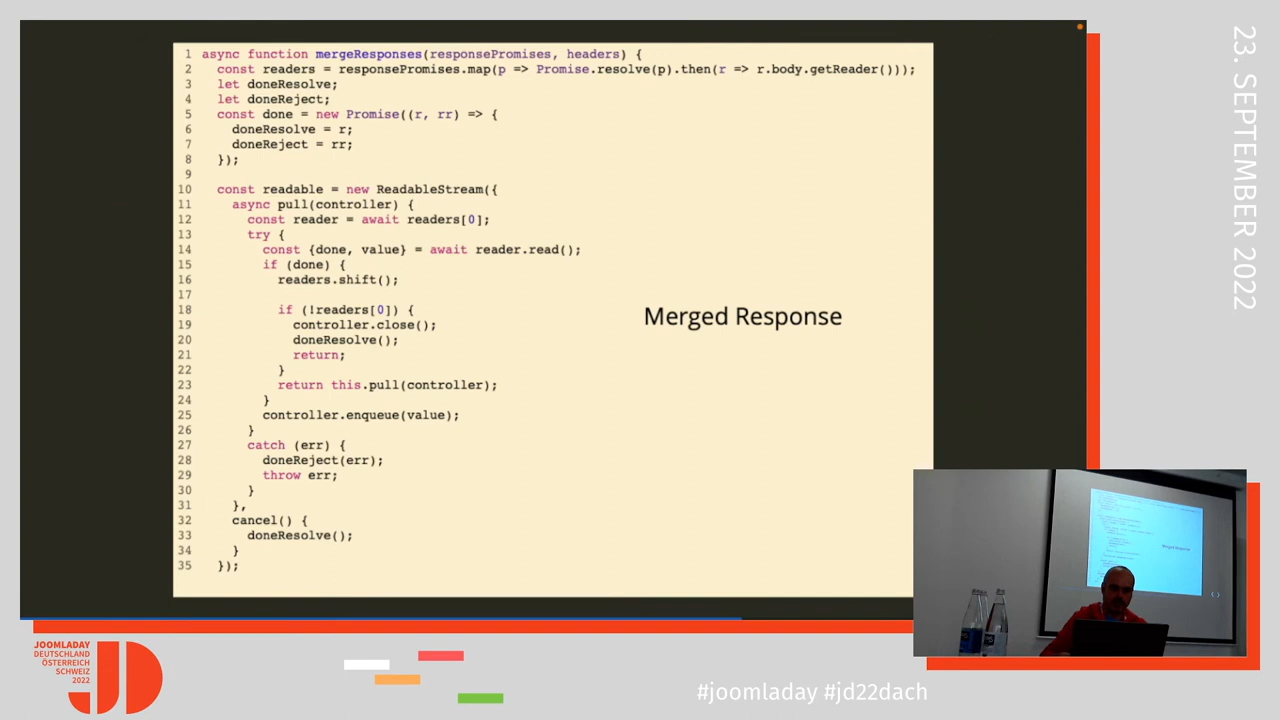 1 async function mergeResponses(responsePromises, headers) {
2 const readers = responsePromises.map(p => Promise.resolve(p).then(r => r.body.getReader()));
3 let doneResolve;
4 let doneReject;
5 const done = new Promise((r, rr) => {
6 doneResolve = r;
7 doneReject = rr;
8 });
9
10 const readable = new ReadableStream({
11 async pull(controller) {
12 const reader = await readers[0];
13 try {
14 const {done, value} = await reader.read();
15 if (done) {
16 readers.shift();
17
18 if (!readers[0]) {
19 controller.close();
20 doneResolve();
21 return;
22 }
23 return this.pull(controller);
24 }
25 controller.enqueue(value);
26 }
27 catch (err) {
28 doneReject(err);
29 throw err;
30 }
31 },
32 cancel() {
33 doneResolve();
34 }
35 });
Merged Response
23. SEPTEMBER 2022
Merged Response
JOOMLADAY
DEUTSCHLAND
ÖSTERREICH
SCHWEIZ
2022
JD
#joomladay #jd22dach